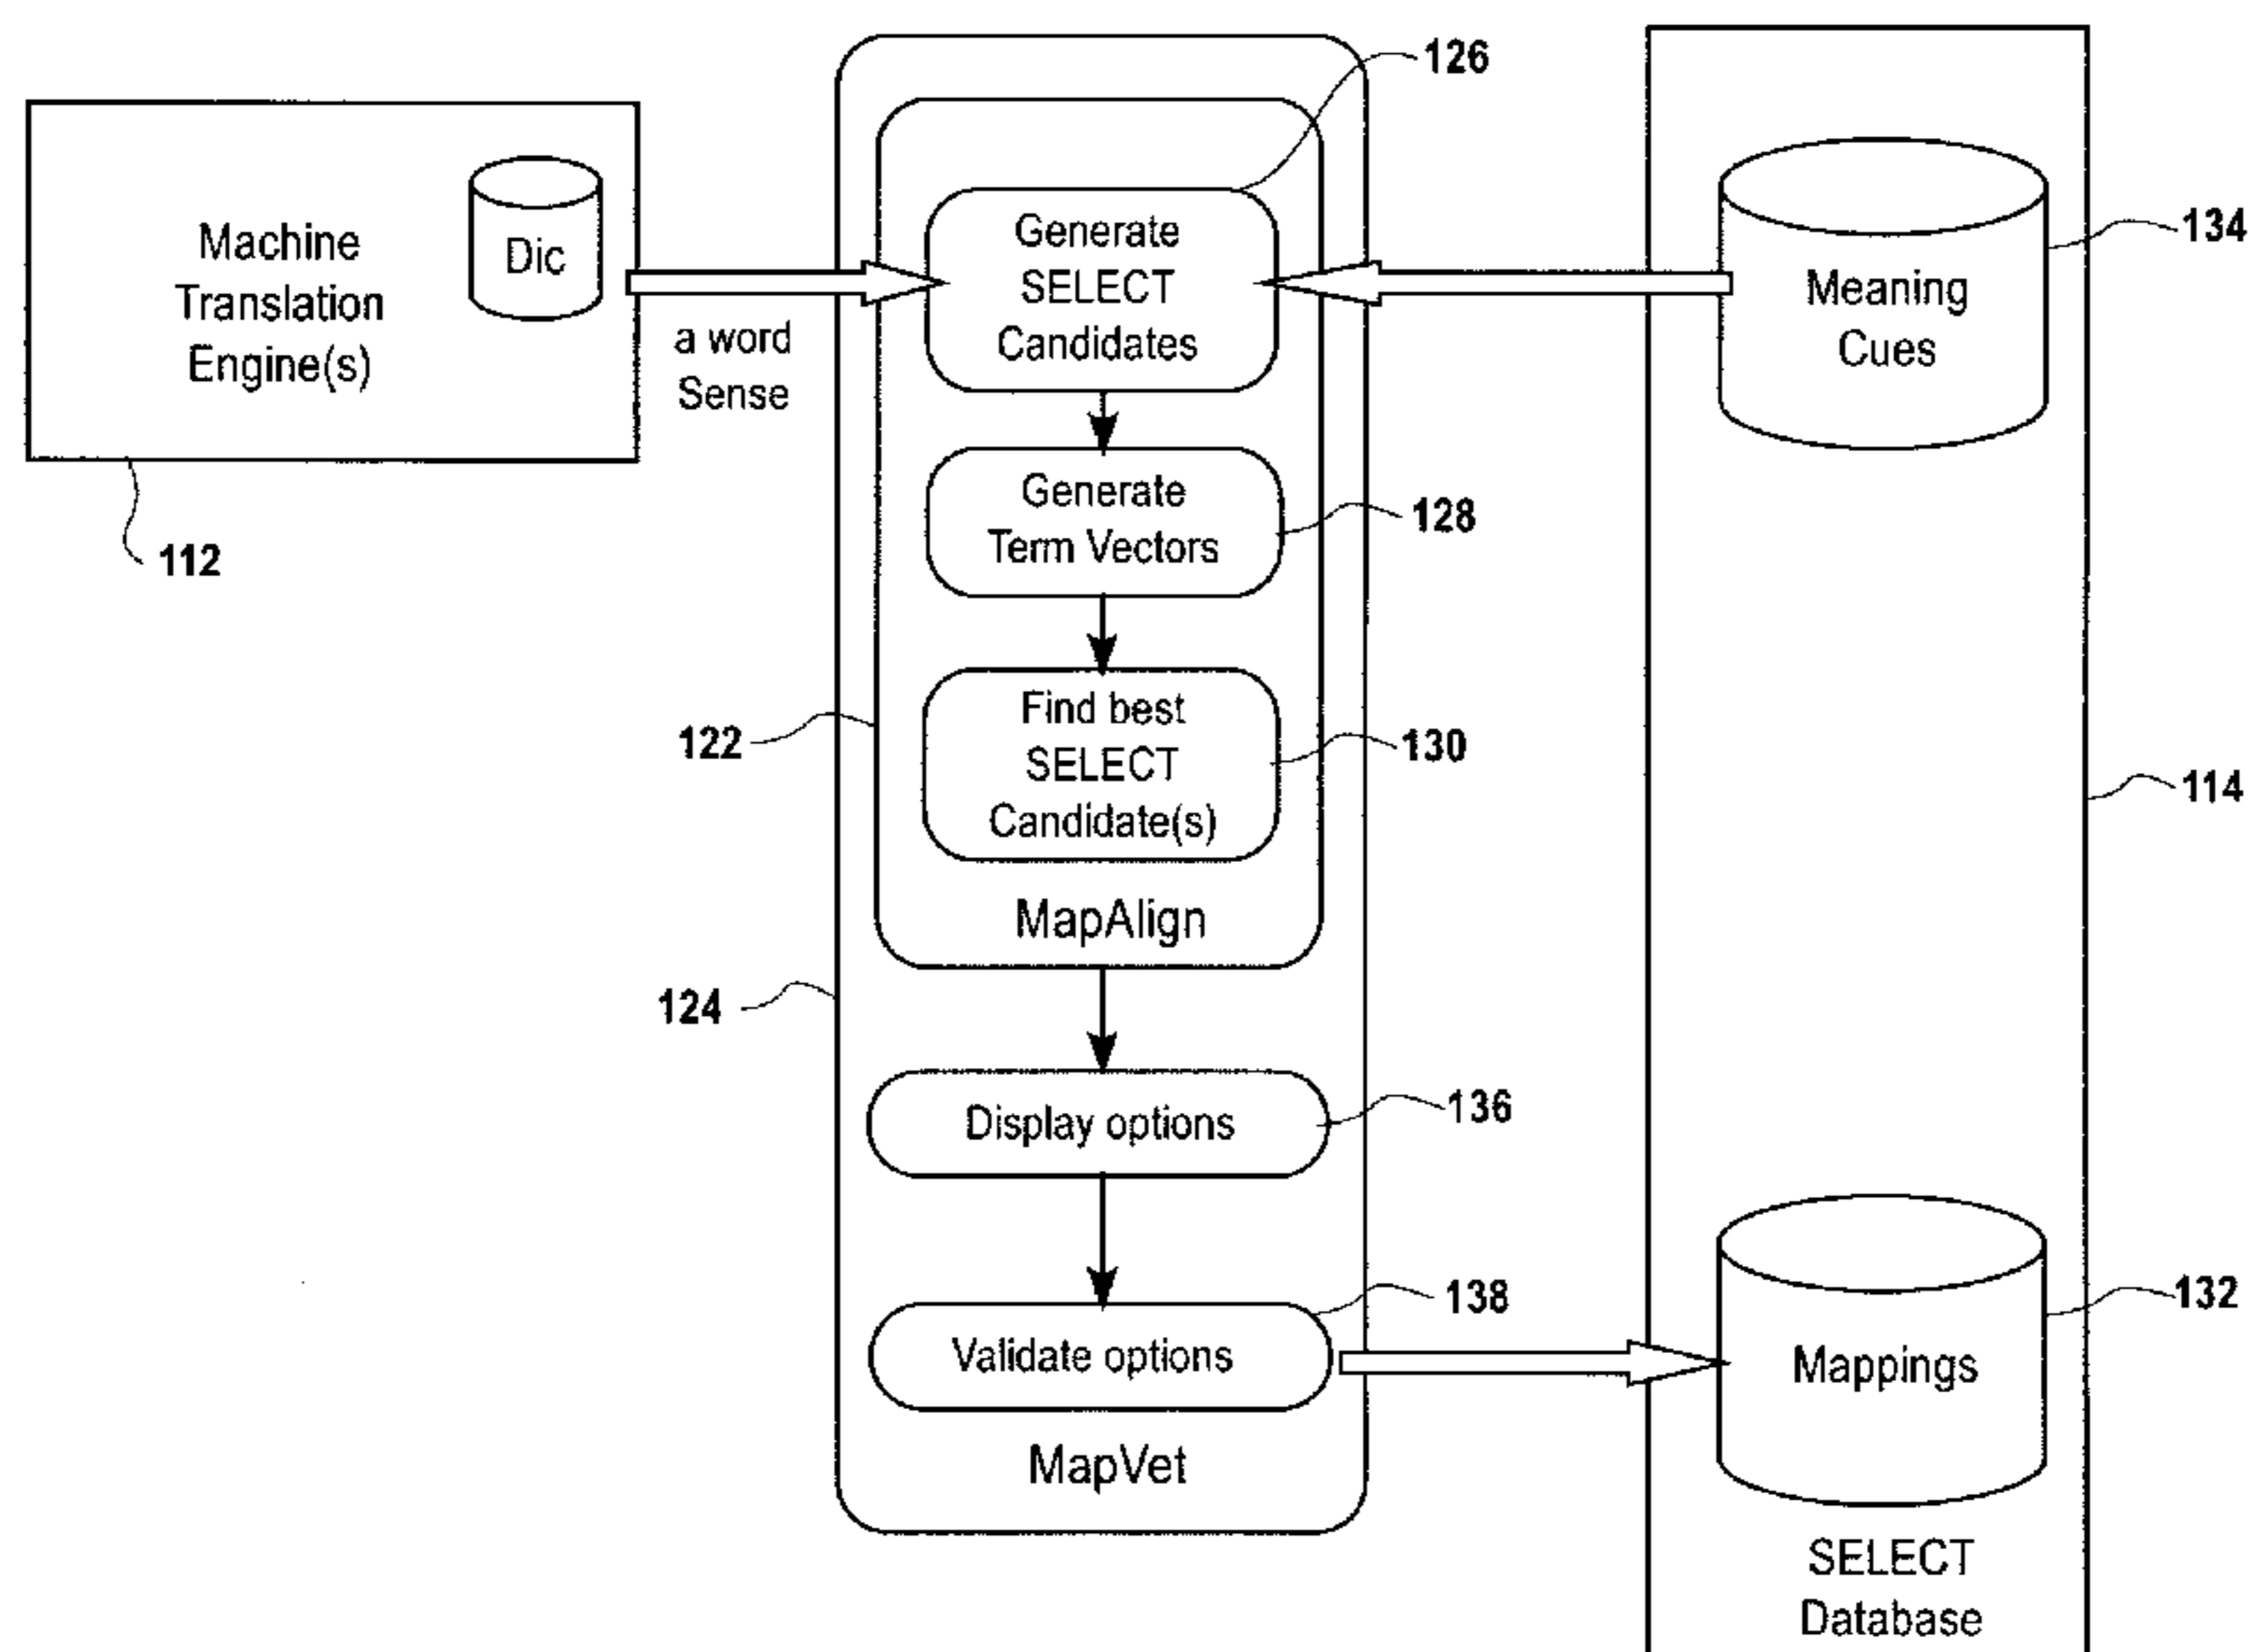 126
Machine
Translation
Engine(s)
Dic
a word
Sense
112
Generate
SELECT
Candidates
Generate
Term Vectors
128
Find best
SELECT
Candidate(s)
130
122
MapAlign
124
Display options
136
Validate options
138
MapVet
Meaning
Cues
134
114
Mappings
132
SELECT
Database